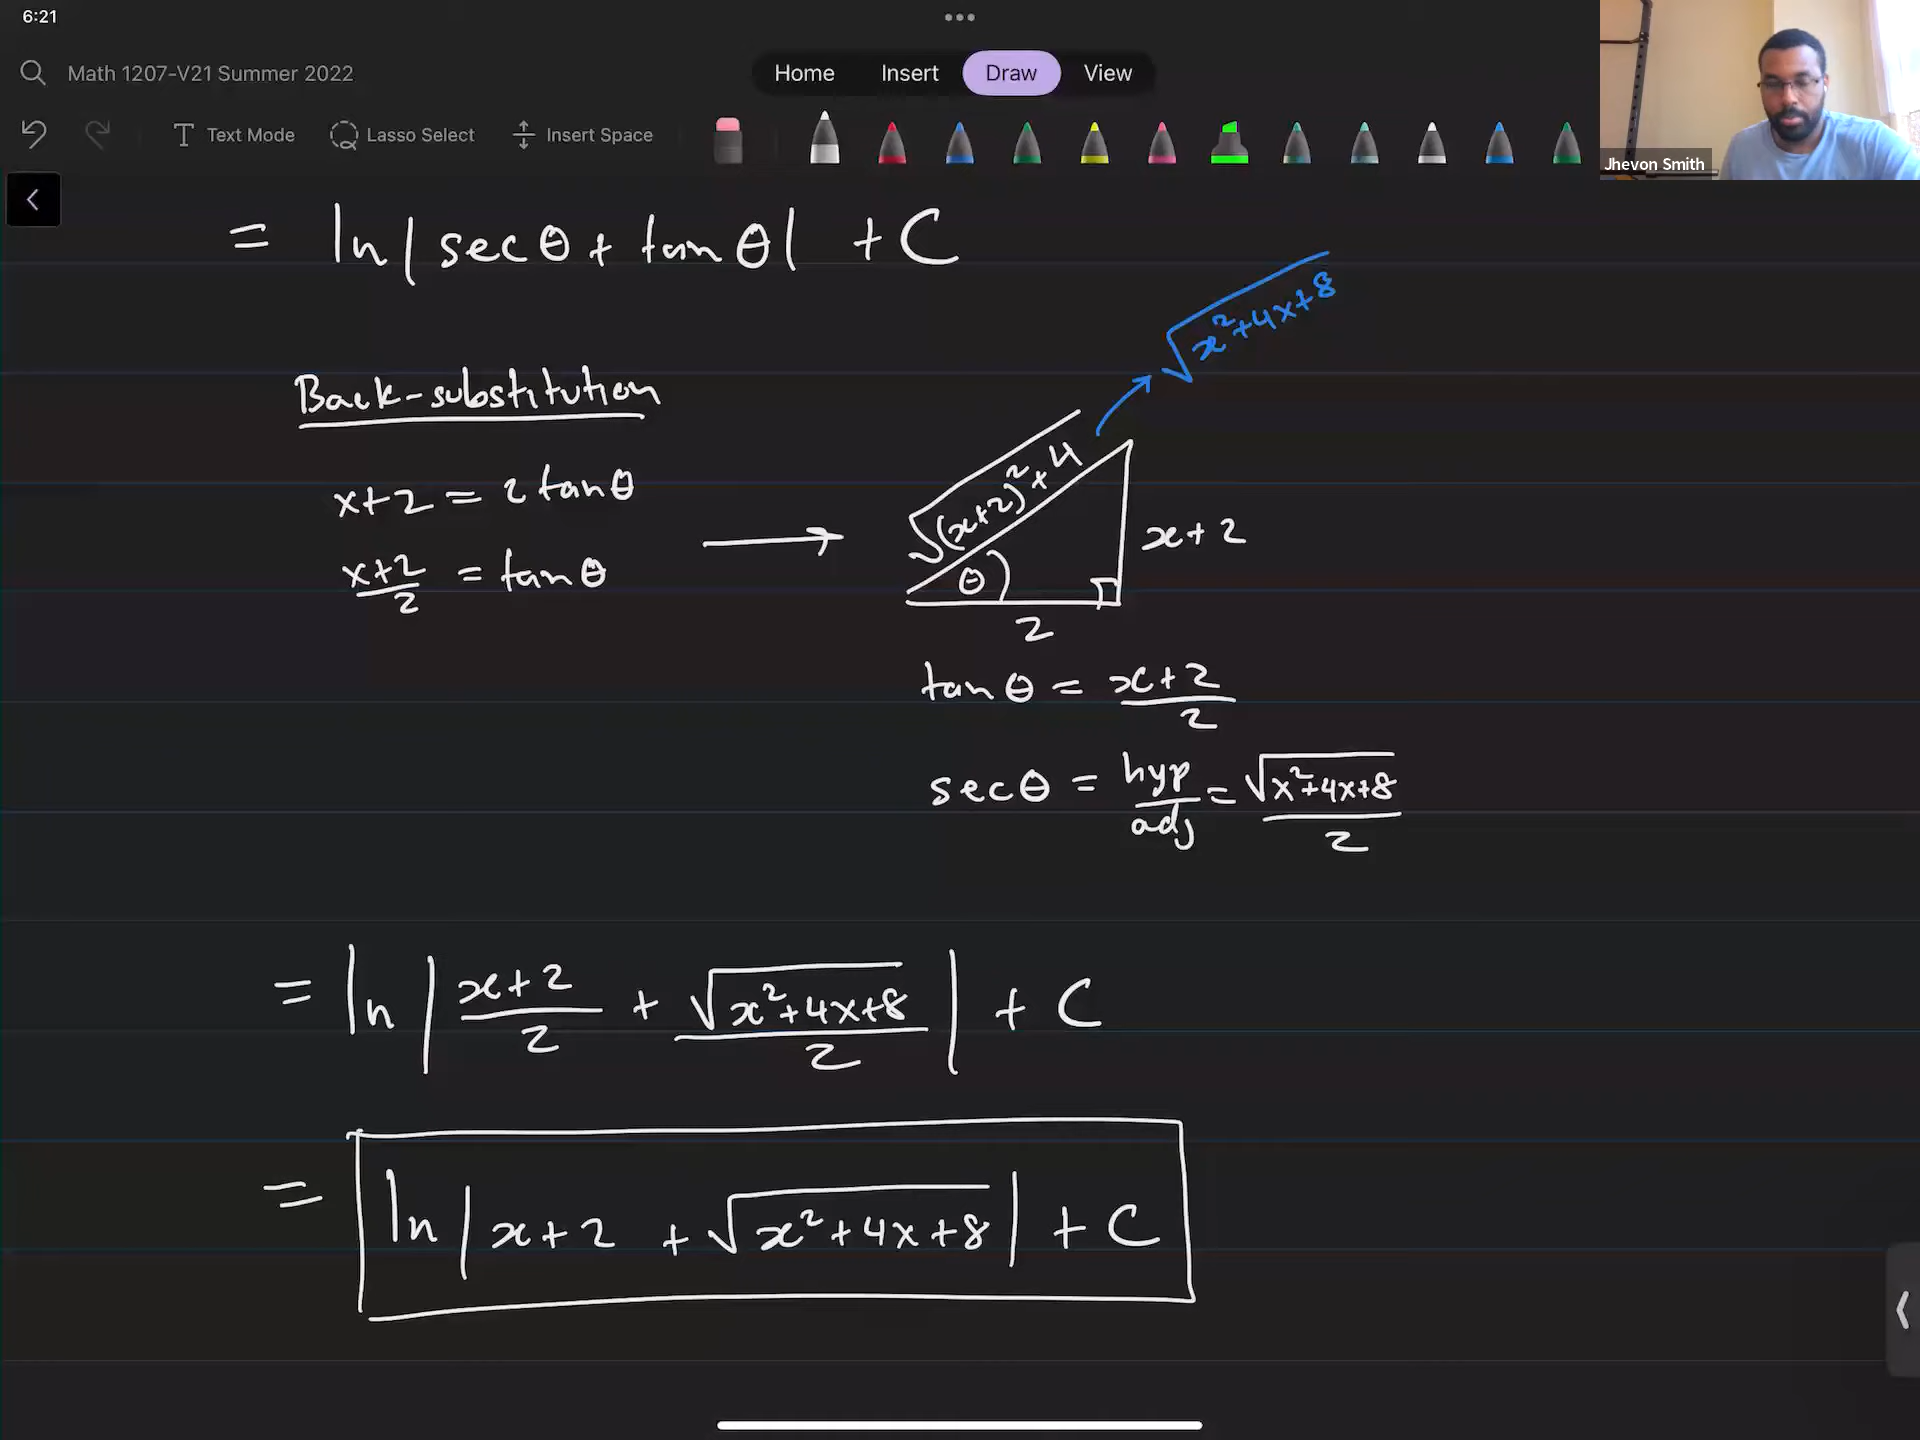 6:21
Math 1207-V21 Summer 2022
Home Insert Draw View
Text Mode Lasso Select Insert Space
Jhevon Smith
= ln|secθ + tanθ| + C
√x²+4x+8
Back-substitution
√(x+2)²+4
x+2 = 2tanθ
x+2
x+2/2 = tanθ
θ
2
tanθ = x+2/2
secθ = hyp/adj = √x²+4x+8/2
= ln|x+2/2 + √x²+4x+8/2| + C
= ln|x+2 + √x²+4x+8| + C